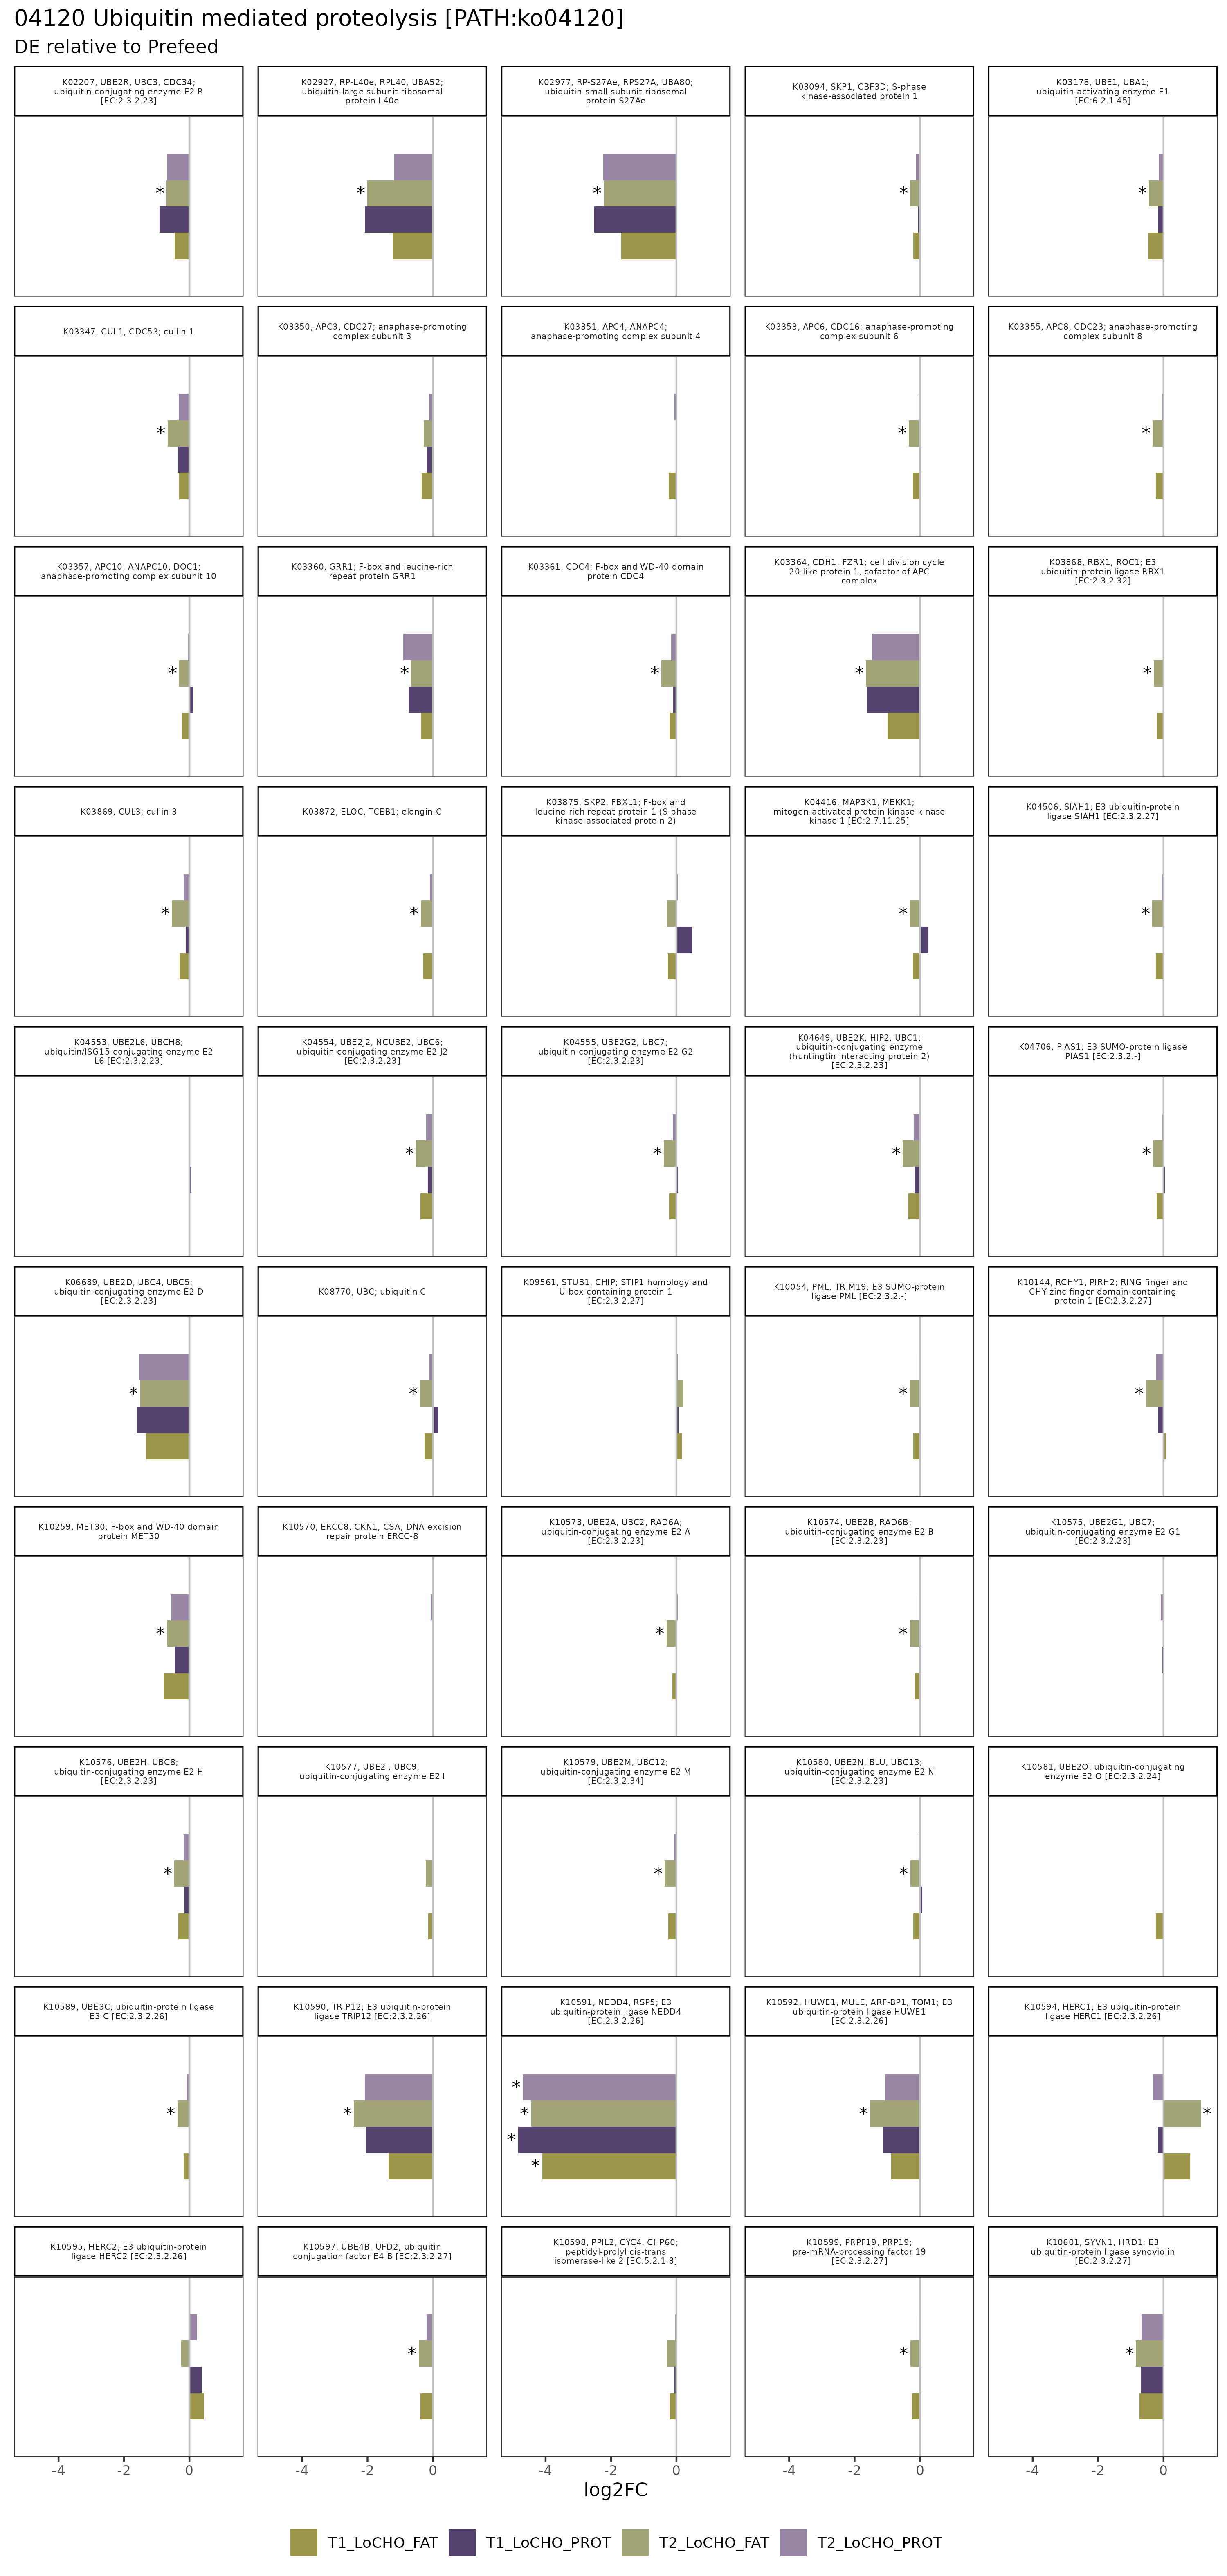 04120 Ubiquitin mediated proteolysis [PATH:ko04120]
DE relative to Prefeed
K02207, UBE2R, UBC3, CDC34;
ubiquitin-conjugating enzyme E2 R
[EC:2.3.2.23]
K02927, RP-L40e, RPL40, UBA52;
ubiquitin-large subunit ribosomal
protein L40e
K02977, RP-S27Ae, RPS27A, UBA80;
ubiquitin-small subunit ribosomal
protein S27Ae
K03094, SKP1, CBF3D; S-phase
kinase-associated protein 1
K03178, UBE1, UBA1;
ubiquitin-activating enzyme E1
[EC:6.2.1.45]
*
*
*
*
*
K03347, CUL1, CDC53; cullin 1
K03350, APC3, CDC27; anaphase-promoting
complex subunit 3
K03351, APC4, ANAPC4;
anaphase-promoting complex subunit 4
K03353, APC6, CDC16; anaphase-promoting
complex subunit 6
K03355, APC8, CDC23; anaphase-promoting
complex subunit 8
*
*
*
K03357, APC10, ANAPC10, DOC1;
anaphase-promoting complex subunit 10
K03360, GRR1; F-box and leucine-rich
repeat protein GRR1
K03361, CDC4; F-box and WD-40 domain
protein CDC4
K03364, CDH1, FZR1; cell division cycle
20-like protein 1, cofactor of APC
complex
K03868, RBX1, ROC1; E3
ubiquitin-protein ligase RBX1
[EC:2.3.2.32]
*
*
*
*
*
K03869, CUL3; cullin 3
K03872, ELOC, TCEB1; elongin-C
K03875, SKP2, FBXL1; F-box and
leucine-rich repeat protein 1 (S-phase
kinase-associated protein 2)
K04416, MAP3K1, MEKK1;
mitogen-activated protein kinase kinase
kinase 1 [EC:2.7.11.25]
K04506, SIAH1; E3 ubiquitin-protein
ligase SIAH1 [EC:2.3.2.27]
*
*
*
*
K04553, UBE2L6, UBCH8;
ubiquitin/ISG15-conjugating enzyme E2
L6 [EC:2.3.2.23]
K04554, UBE2J2, NCUBE2, UBC6;
ubiquitin-conjugating enzyme E2 J2
[EC:2.3.2.23]
K04555, UBE2G2, UBC7;
ubiquitin-conjugating enzyme E2 G2
[EC:2.3.2.23]
K04649, UBE2K, HIP2, UBC1;
ubiquitin-conjugating enzyme
(huntingtin interacting protein 2)
[EC:2.3.2.23]
K04706, PIAS1; E3 SUMO-protein ligase
PIAS1 [EC:2.3.2.-]
*
*
*
*
K06689, UBE2D, UBC4, UBC5;
ubiquitin-conjugating enzyme E2 D
[EC:2.3.2.23]
K08770, UBC; ubiquitin C
K09561, STUB1, CHIP; STIP1 homology and
U-box containing protein 1
[EC:2.3.2.27]
K10054, PML, TRIM19; E3 SUMO-protein
ligase PML [EC:2.3.2.-]
K10144, RCHY1, PIRH2; RING finger and
CHY zinc finger domain-containing
protein 1 [EC:2.3.2.27]
*
*
*
*
K10259, MET30; F-box and WD-40 domain
protein MET30
K10570, ERCC8, CKN1, CSA; DNA excision
repair protein ERCC-8
K10573, UBE2A, UBC2, RAD6A;
ubiquitin-conjugating enzyme E2 A
[EC:2.3.2.23]
K10574, UBE2B, RAD6B;
ubiquitin-conjugating enzyme E2 B
[EC:2.3.2.23]
K10575, UBE2G1, UBC7;
ubiquitin-conjugating enzyme E2 G1
[EC:2.3.2.23]
*
*
*
K10576, UBE2H, UBC8;
ubiquitin-conjugating enzyme E2 H
[EC:2.3.2.23]
K10577, UBE2I, UBC9;
ubiquitin-conjugating enzyme E2 I
K10579, UBE2M, UBC12;
ubiquitin-conjugating enzyme E2 M
[EC:2.3.2.34]
K10580, UBE2N, BLU, UBC13;
ubiquitin-conjugating enzyme E2 N
[EC:2.3.2.23]
K10581, UBE2O; ubiquitin-conjugating
enzyme E2 O [EC:2.3.2.24]
*
*
*
K10589, UBE3C; ubiquitin-protein ligase
E3 C [EC:2.3.2.26]
K10590, TRIP12; E3 ubiquitin-protein
ligase TRIP12 [EC:2.3.2.26]
K10591, NEDD4, RSP5; E3
ubiquitin-protein ligase NEDD4
[EC:2.3.2.26]
K10592, HUWE1, MULE, ARF-BP1, TOM1; E3
ubiquitin-protein ligase HUWE1
[EC:2.3.2.26]
K10594, HERC1; E3 ubiquitin-protein
ligase HERC1 [EC:2.3.2.26]
*
*
*
*
*
*
*
*
K10595, HERC2; E3 ubiquitin-protein
ligase HERC2 [EC:2.3.2.26]
K10597, UBE4B, UFD2; ubiquitin
conjugation factor E4 B [EC:2.3.2.27]
K10598, PPIL2, CYC4, CHP60;
peptidyl-prolyl cis-trans
isomerase-like 2 [EC:5.2.1.8]
K10599, PRPF19, PRP19;
pre-mRNA-processing factor 19
[EC:2.3.2.27]
K10601, SYVN1, HRD1; E3
ubiquitin-protein ligase synoviolin
[EC:2.3.2.27]
*
*
*
-4 -2 0 -4 -2 0 -4 -2 0 -4 -2 0 -4 -2 0
log2FC
T1_LoCHO_FAT T1_LoCHO_PROT T2_LoCHO_FAT T2_LoCHO_PROT